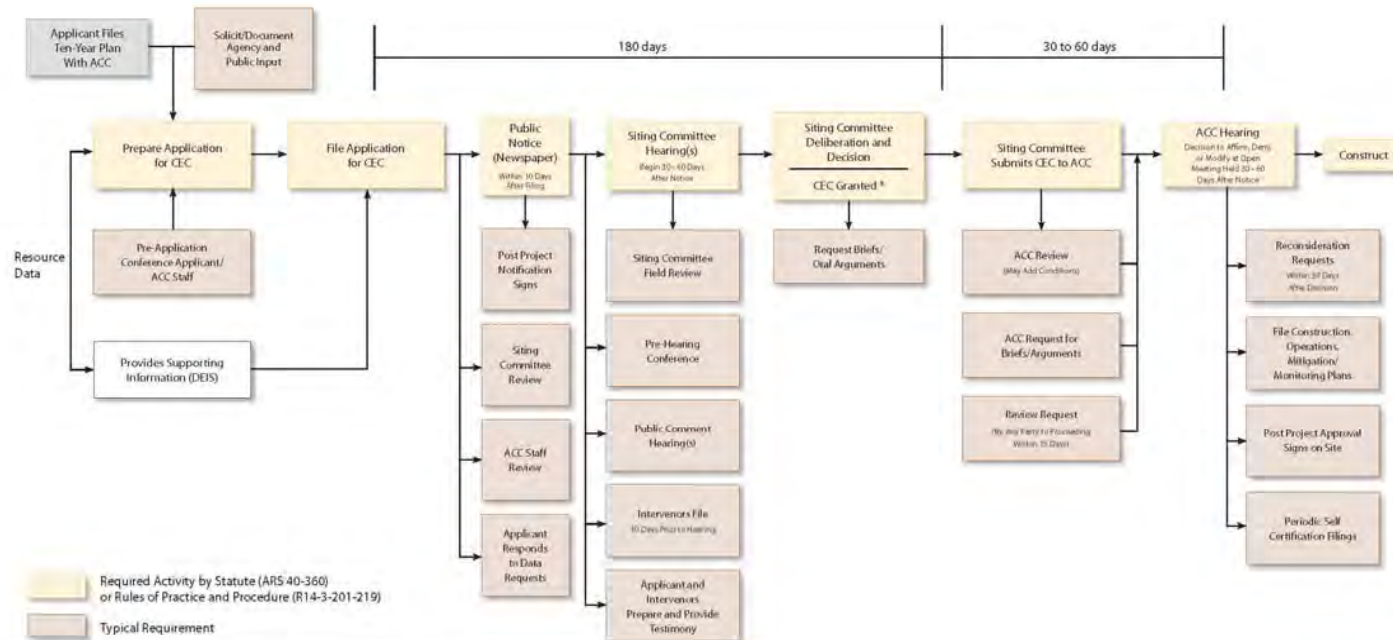 Applicant Files
Ten-Year Plan
With ACC
Solicit/Document
Agency and
Public Input
180 days
30 to 60 days
Prepare Application
for CEC
File Application
for CEC
Public
Notice
(Newspaper)
Within 10 Days
After Filing
Siting Committee
Hearing(s)
Begin 30 - 60 Days
After Notice
Siting Committee
Deliberation and
Decision
CEC Granted *
Siting Committee
Submits CEC to ACC
ACC Hearing
Decision to Affirm, Deny,
or Modify at Open
Meeting Held 30 - 60
Days After Notice
Construct
Resource
Data
Pre-Application
Conference Applicant/
ACC Staff
Provides Supporting
Information (DEIS)
Post Project
Notification
Signs
Siting
Committee
Review
ACC Staff
Review
Applicant
Responds
to Data
Requests
Siting Committee
Field Review
Pre-Hearing
Conference
Public Comment
Hearing(s)
Intervenors File
10 Days Prior to Hearing
Applicant and
Intervenors
Prepare and Provide
Testimony
Request Briefs/
Oral Arguments
ACC Review
(May Add Conditions)
ACC Request for
Briefs/Arguments
Review Request
Any Party to Proceeding
Within 15 Days
Reconsideration
Requests
Within
Days
After Decision
File Construction,
Operations,
Mitigation/
Monitoring Plans
Post Project Approval
Signs on Site
Periodic Self
Certification Filings
Required Activity by Statute (ARS 40-360)
or Rules of Practice and Procedure (R14-3-201-219)
Typical Requirement